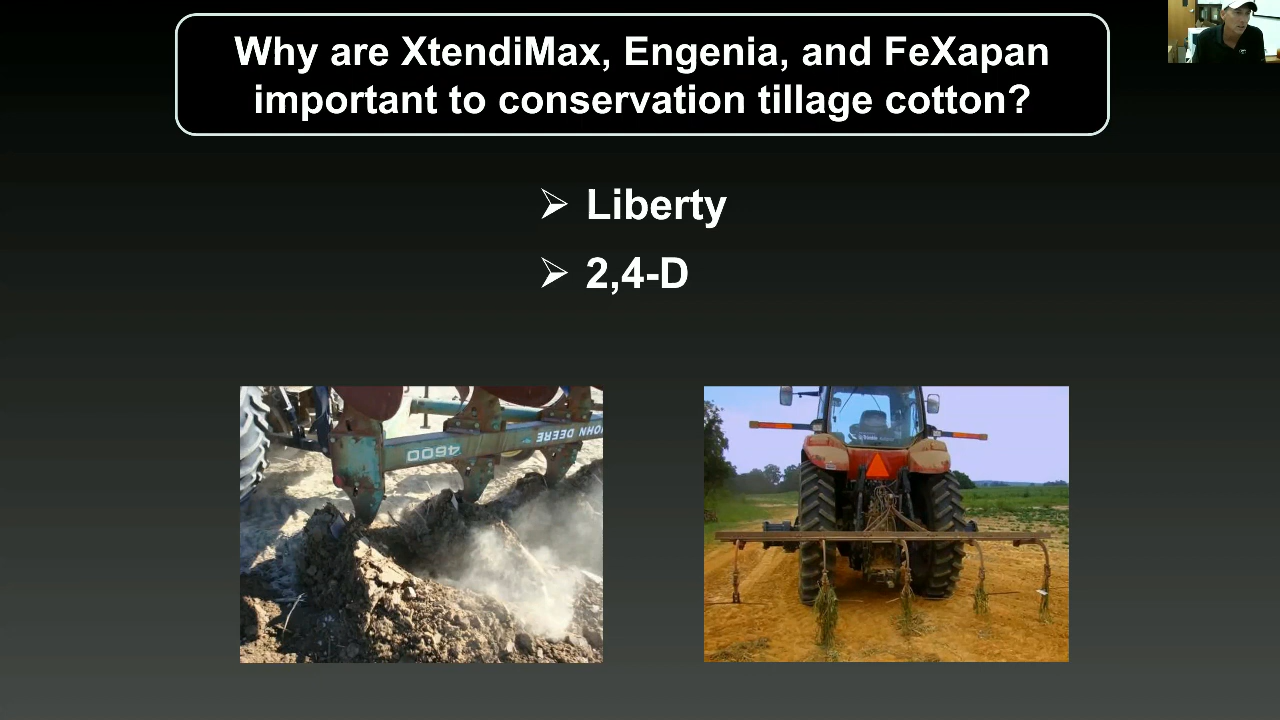 Why are XtendiMax, Engenia, and FeXapan
important to conservation tillage cotton?
➢ Liberty
➢ 2,4-D
4600
JOHN DEERE